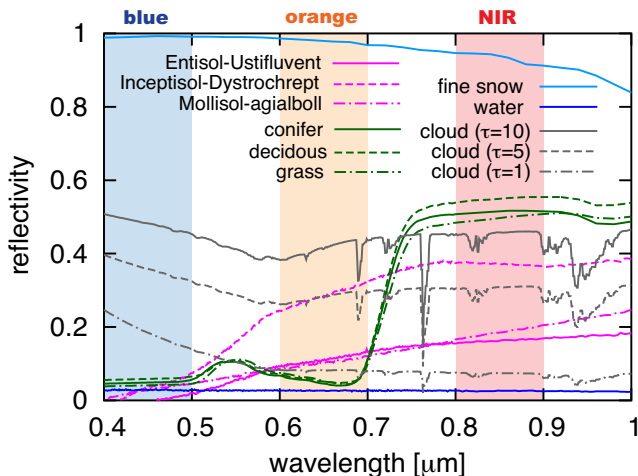 blue orange NIR
1
0.8
0.6
0.4
0.2
0
reflectivity
Entisol-Ustifluvent
Inceptisol-Dystrochrept
Mollisol-agialboll
conifer
decidous
grass
fine snow
water
cloud (τ=10)
cloud (τ=5)
cloud (τ=1)
0.4 0.5 0.6 0.7 0.8 0.9 1
wavelength [μm]